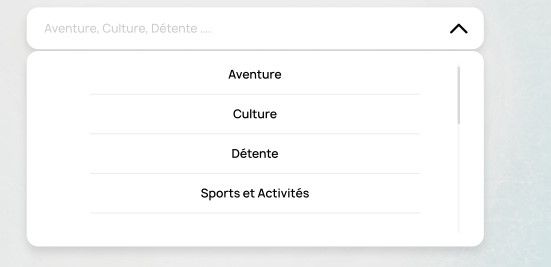 Aventure, Culture, Détente ....
Aventure
Culture
Détente
Sports et Activités